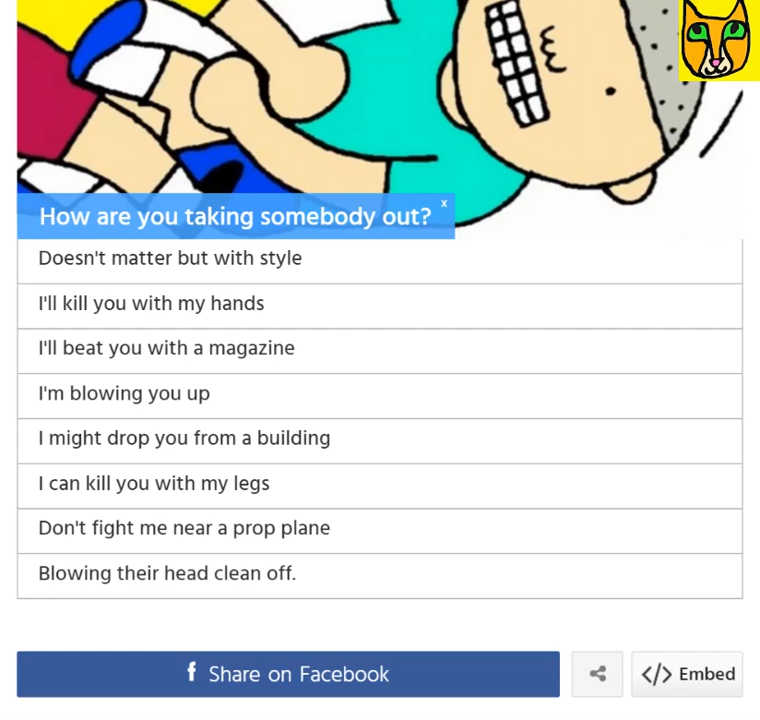 How are you taking somebody out? x
Doesn't matter but with style
I'll kill you with my hands
I'll beat you with a magazine
I'm blowing you up
I might drop you from a building
I can kill you with my legs
Don't fight me near a prop plane
Blowing their head clean off.
f Share on Facebook
</> Embed